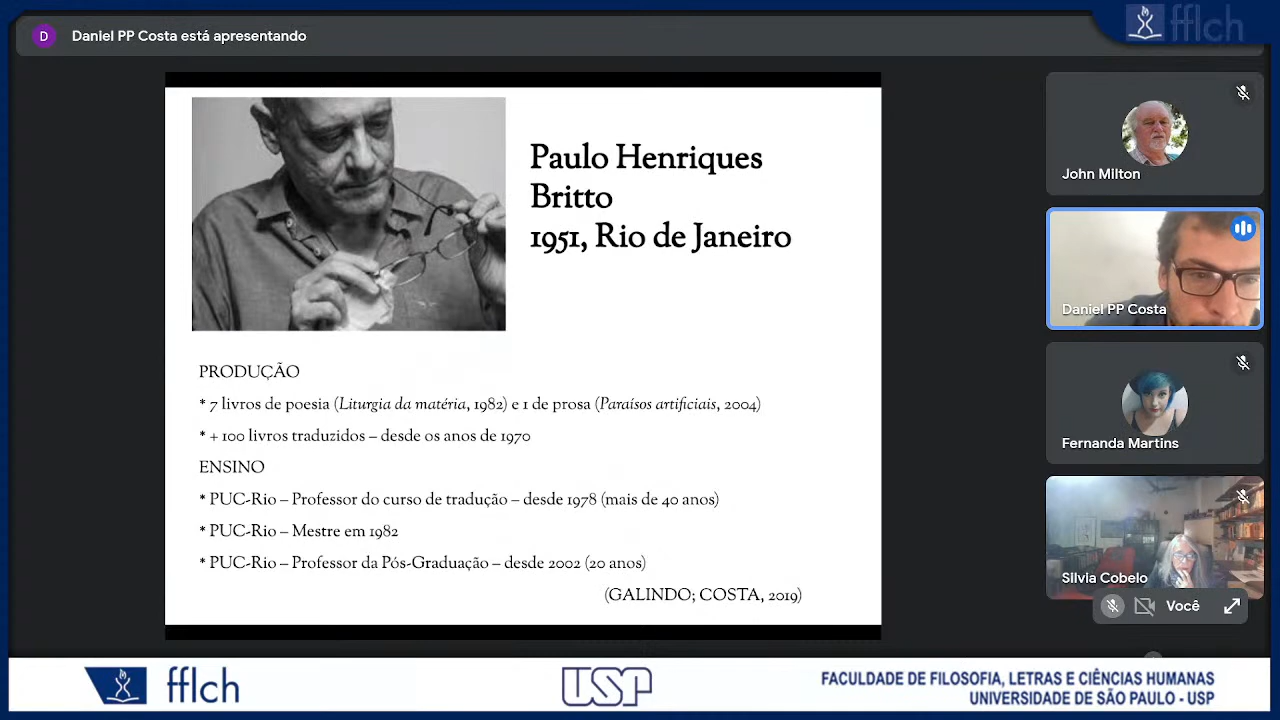 D
Daniel PP Costa está apresentando
fflch
Paulo Henriques
Britto
1951, Rio de Janeiro
PRODUÇÃO
* 7 livros de poesia (Liturgia da matéria, 1982) e 1 de prosa (Paraísos artificiais, 2004)
* + 100 livros traduzidos – desde os anos de 1970
ENSINO
* PUC-Rio – Professor do curso de tradução – desde 1978 (mais de 40 anos)
* PUC-Rio – Mestre em 1982
* PUC-Rio – Professor da Pós-Graduação – desde 2002 (20 anos)
(GALINDO; COSTA, 2019)
John Milton
Daniel PP Costa
Fernanda Martins
Silvia Cobelo
Você
fflch
USP
FACULDADE DE FILOSOFIA, LETRAS E CIÊNCIAS HUMANAS
UNIVERSIDADE DE SÃO PAULO - USP